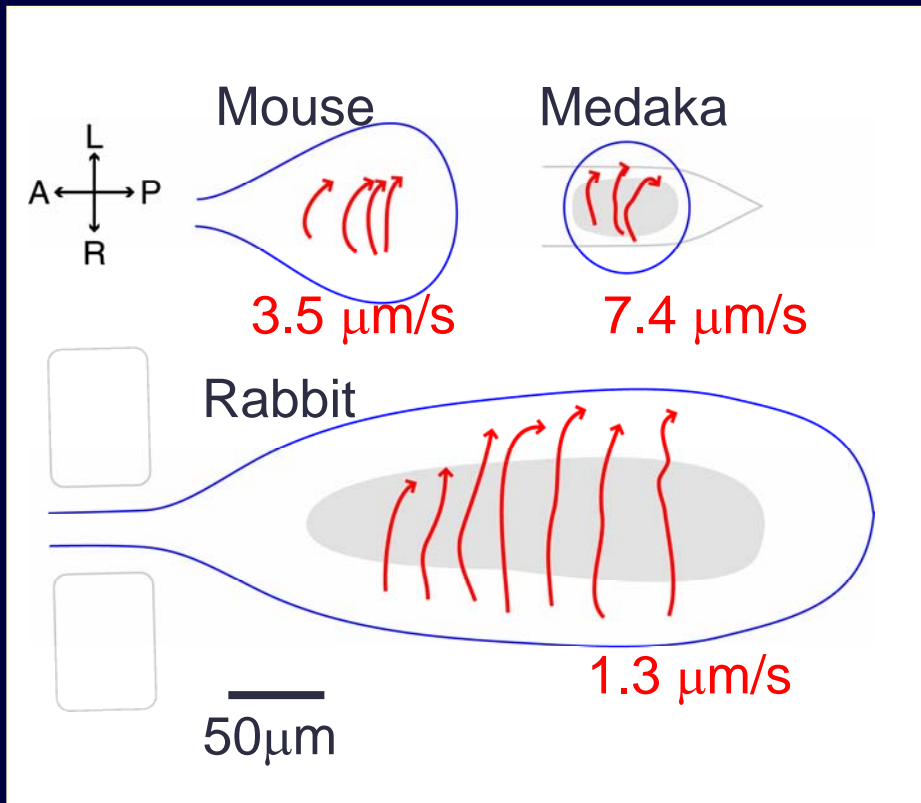 Mouse
Medaka
L
A P
R
3.5 μm/s
7.4 μm/s
Rabbit
1.3 μm/s
50μm